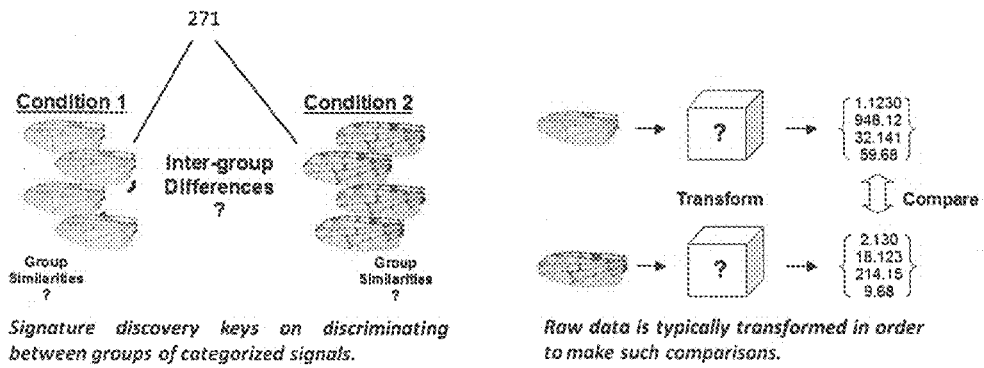 271
Condition 1
Condition 2
Inter-group
Differences
?
Group
Similarities
?
Group
Similarities
?
Signature discovery keys on discriminating
between groups of categorized signals.
?
1.1230
948.12
32.141
59.68
Transform
Compare
?
2.130
18.123
214.15
9.68
Raw data is typically transformed in order
to make such comparisons.